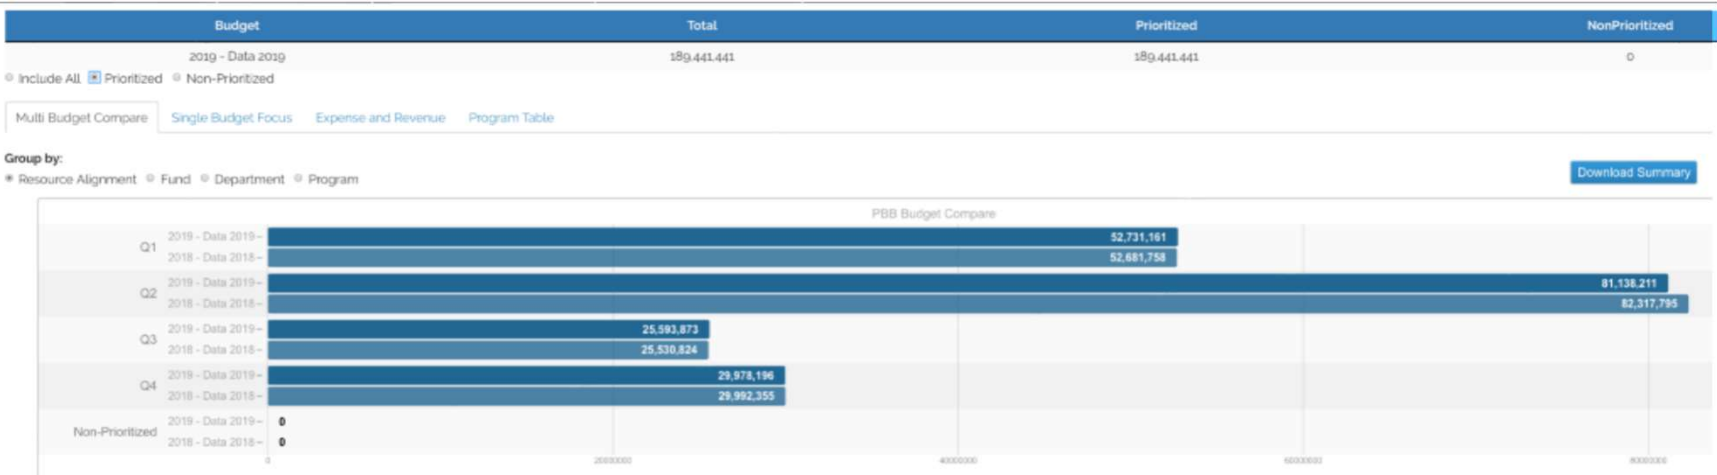 Budget Total Prioritized NonPrioritized
2019 - Data 2019 189,441,441 189,441,441 0
Include All Prioritized Non-Prioritized
Multi Budget Compare Single Budget Focus Expense and Revenue Program Table
Group by:
Resource Alignment Fund Department Program
Download Summary
PBB Budget Compare
Q1
2019 - Data 2019 52,731,161
2018 - Data 2018 52,681,758
Q2
2019 - Data 2019 81,138,211
2018 - Data 2018 82,317,795
Q3
2019 - Data 2019 25,593,873
2018 - Data 2018 25,530,824
Q4
2019 - Data 2019 29,978,196
2018 - Data 2018 29,992,355
Non-Prioritized
2019 - Data 2019 0
2018 - Data 2018 0
0 20000000 40000000 60000000 80000000